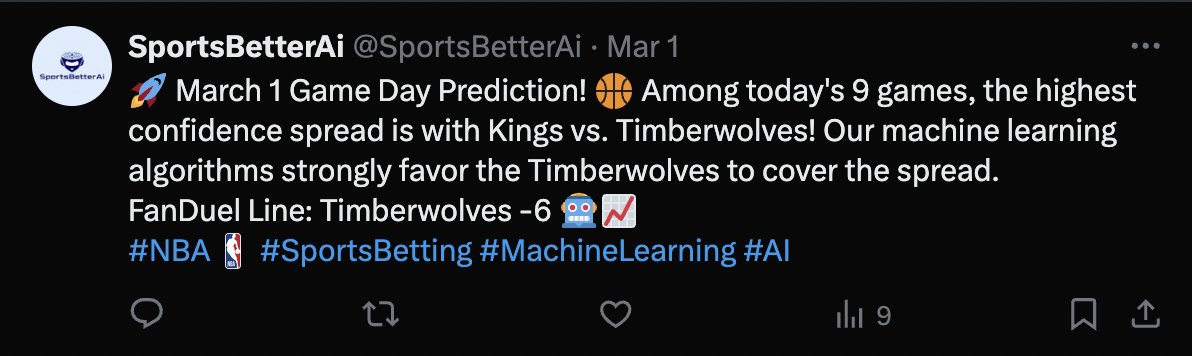 SportsBetterAi @SportsBetterAi · Mar 1
SportsBetterAi
🚀 March 1 Game Day Prediction! 🏀 Among today's 9 games, the highest
confidence spread is with Kings vs. Timberwolves! Our machine learning
algorithms strongly favor the Timberwolves to cover the spread.
FanDuel Line: Timberwolves -6 🤖📈
#NBA #SportsBetting #MachineLearning #AI
9